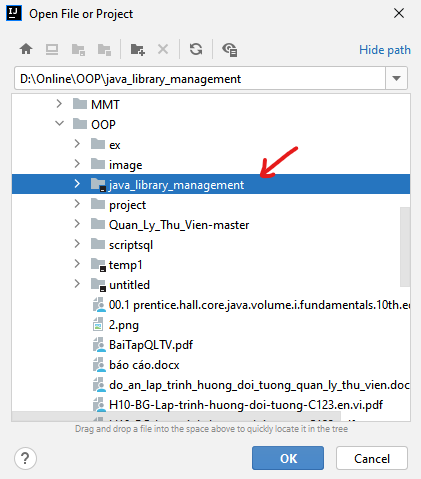 IJ Open File or Project
Hide path
D:\Online\OOP\java_library_management
MMT
OOP
ex
image
java_library_management
project
Quan_Ly_Thu_Vien-master
scriptsql
temp1
untitled
00.1 prentice.hall.core.java.volume.i.fundamentals.10th.e
2.png
BaiTapQLTV.pdf
báo cáo.docx
do_an_lap_trinh_huong_doi_tuong_quan_ly_thu_vien.doc
H10-BG-Lap-trinh-huong-doi-tuong-C123.en.vi.pdf
Drag and drop a file into the space above to quickly locate it in the tree
? OK Cancel